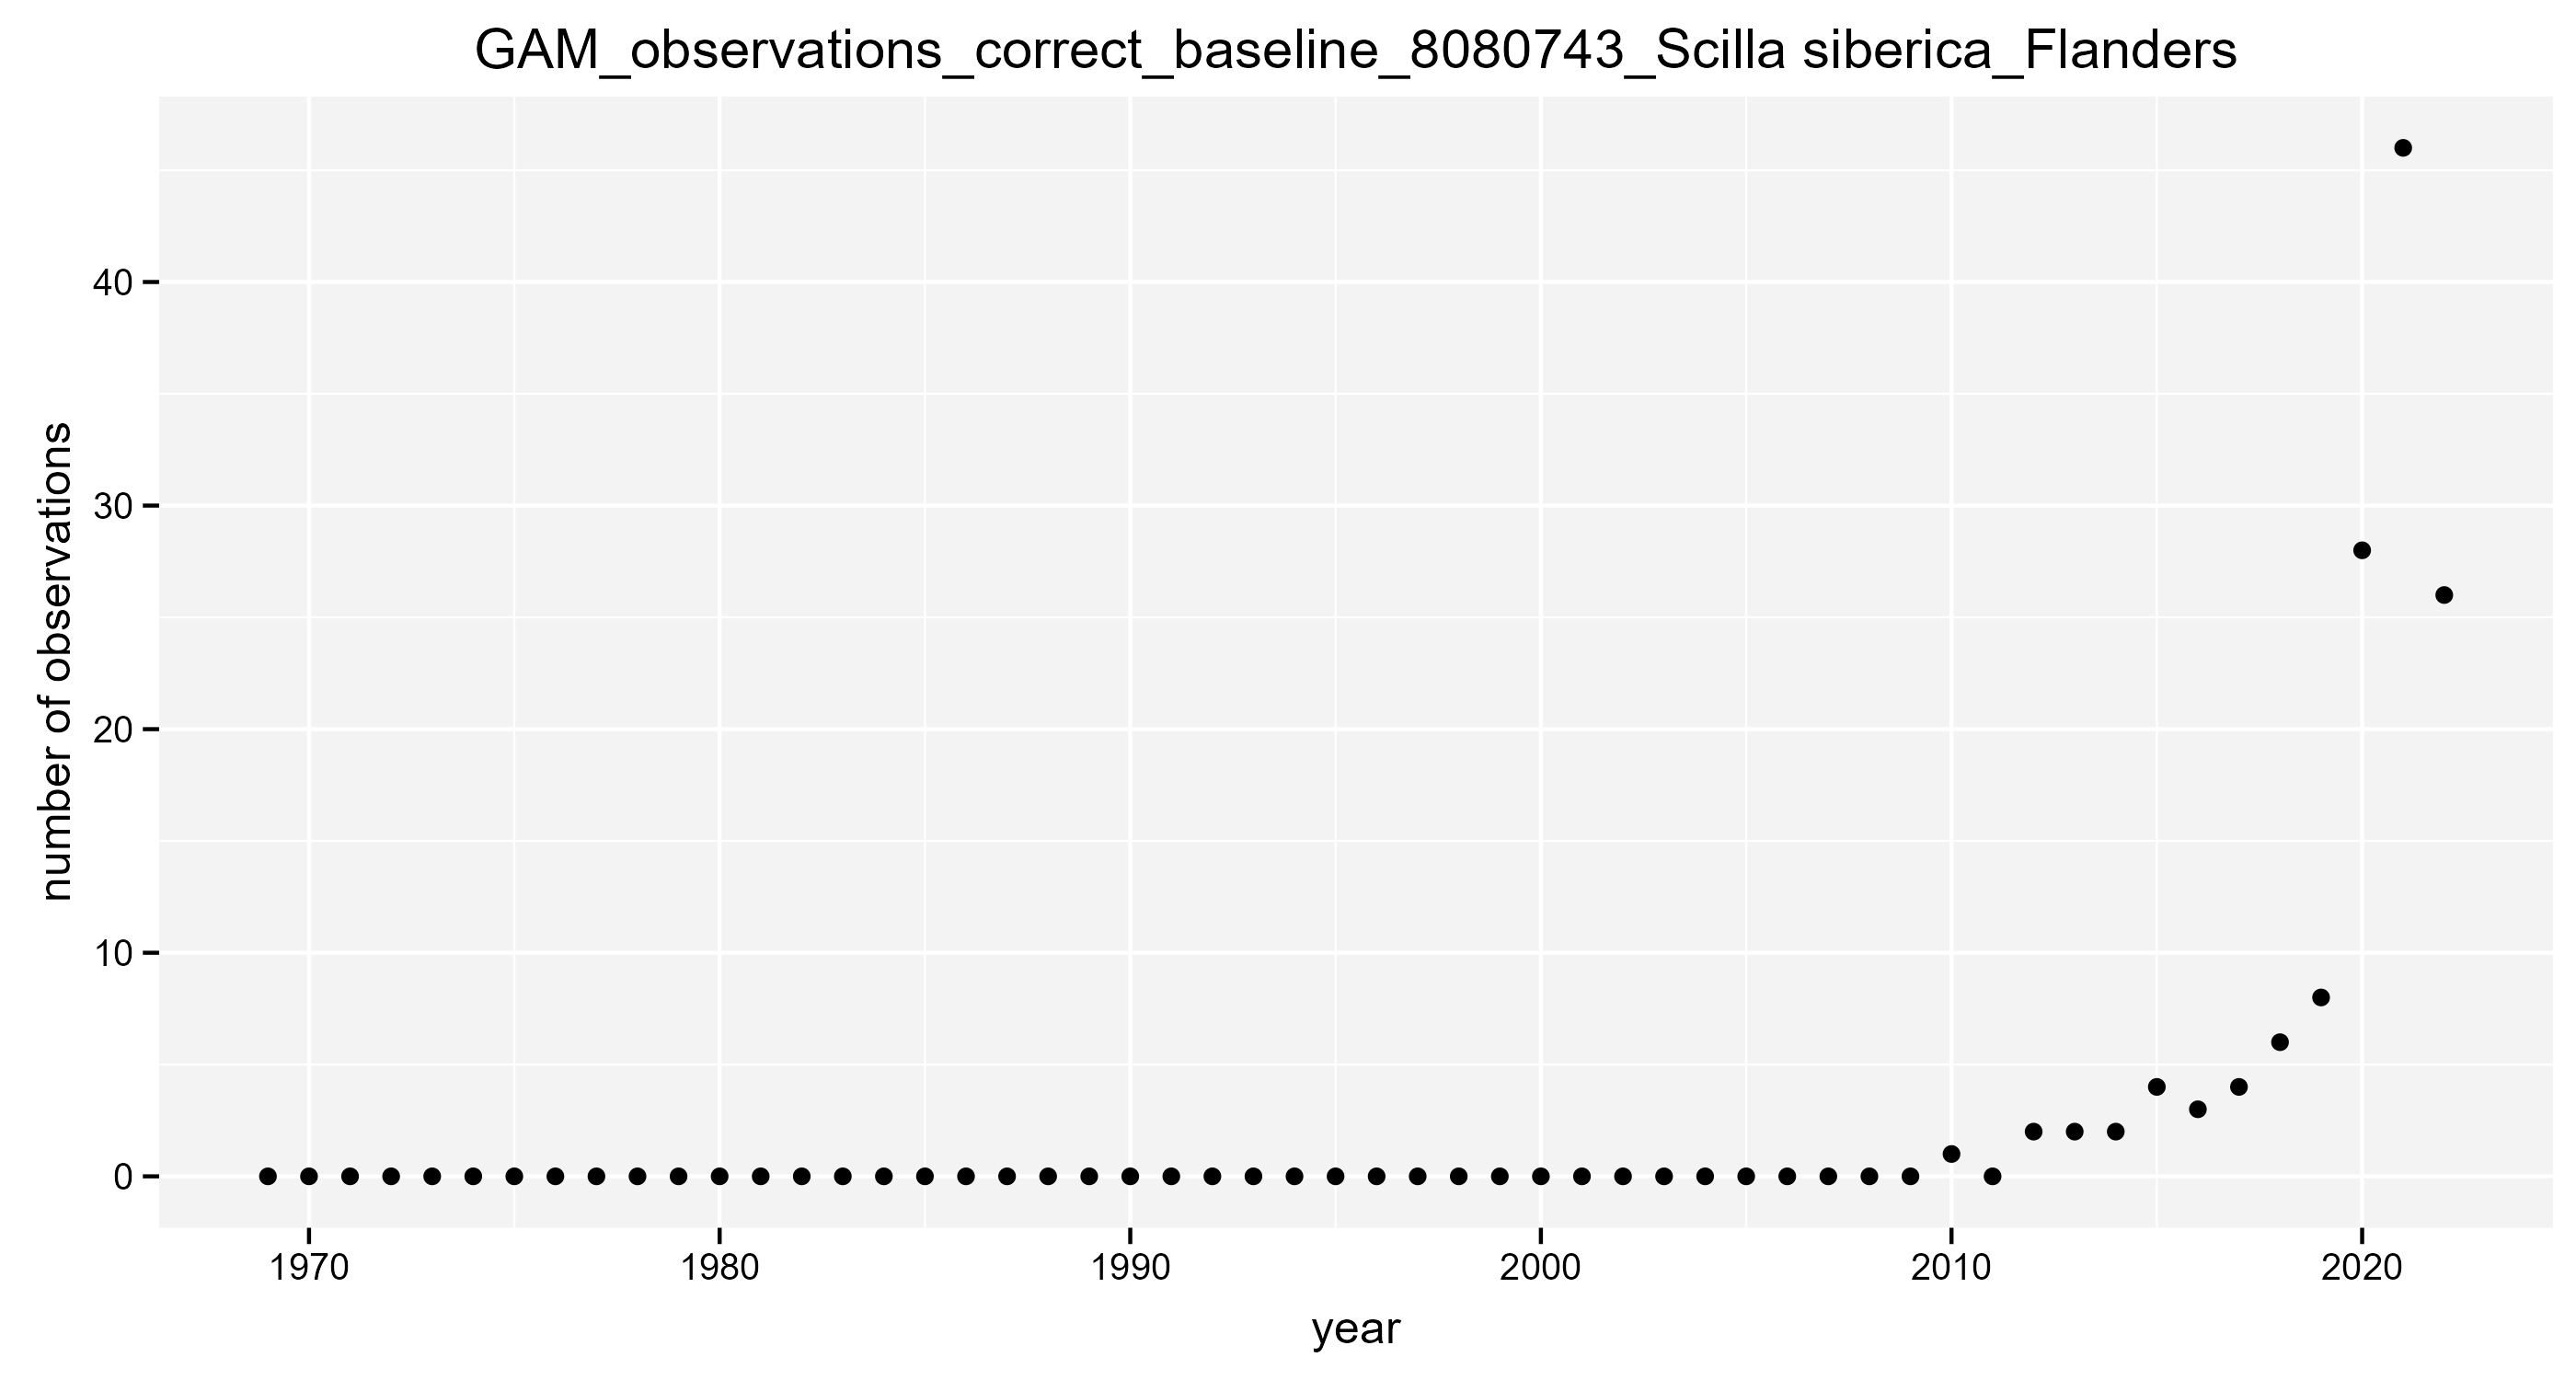 GAM_observations_correct_baseline_8080743_Scilla siberica_Flanders
number of observations
40
30
20
10
0
1970 1980 1990 2000 2010 2020
year